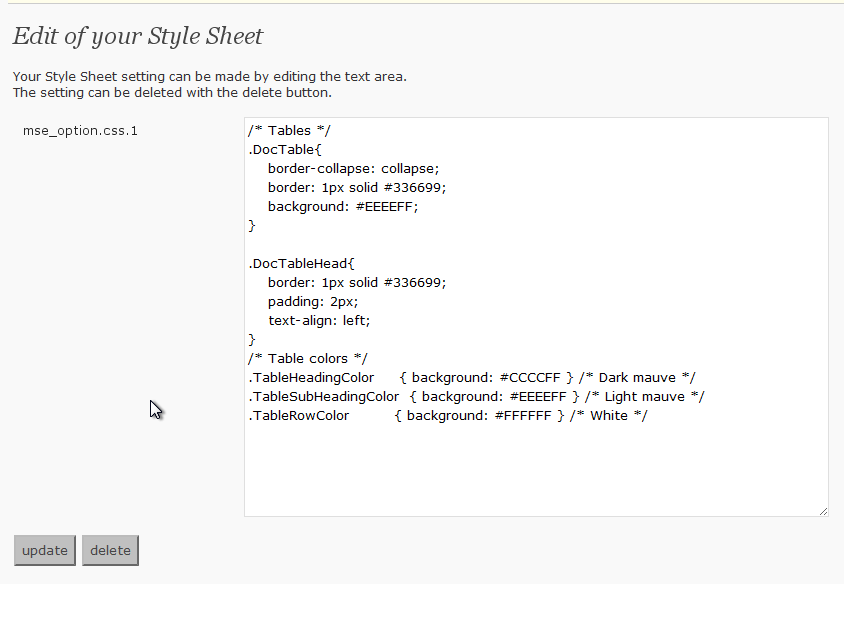 Edit of your Style Sheet
Your Style Sheet setting can be made by editing the text area.
The setting can be deleted with the delete button.
mse_option.css.1
/* Tables */
.DocTable{
border-collapse: collapse;
border: 1px solid #336699;
background: #EEEEFF;
}
.DocTableHead{
border: 1px solid #336699;
padding: 2px;
text-align: left;
}
/* Table colors */
.TableHeadingColor { background: #CCCCFF } /* Dark mauve */
.TableSubHeadingColor { background: #EEEEFF } /* Light mauve */
.TableRowColor { background: #FFFFFF } /* White */
update delete